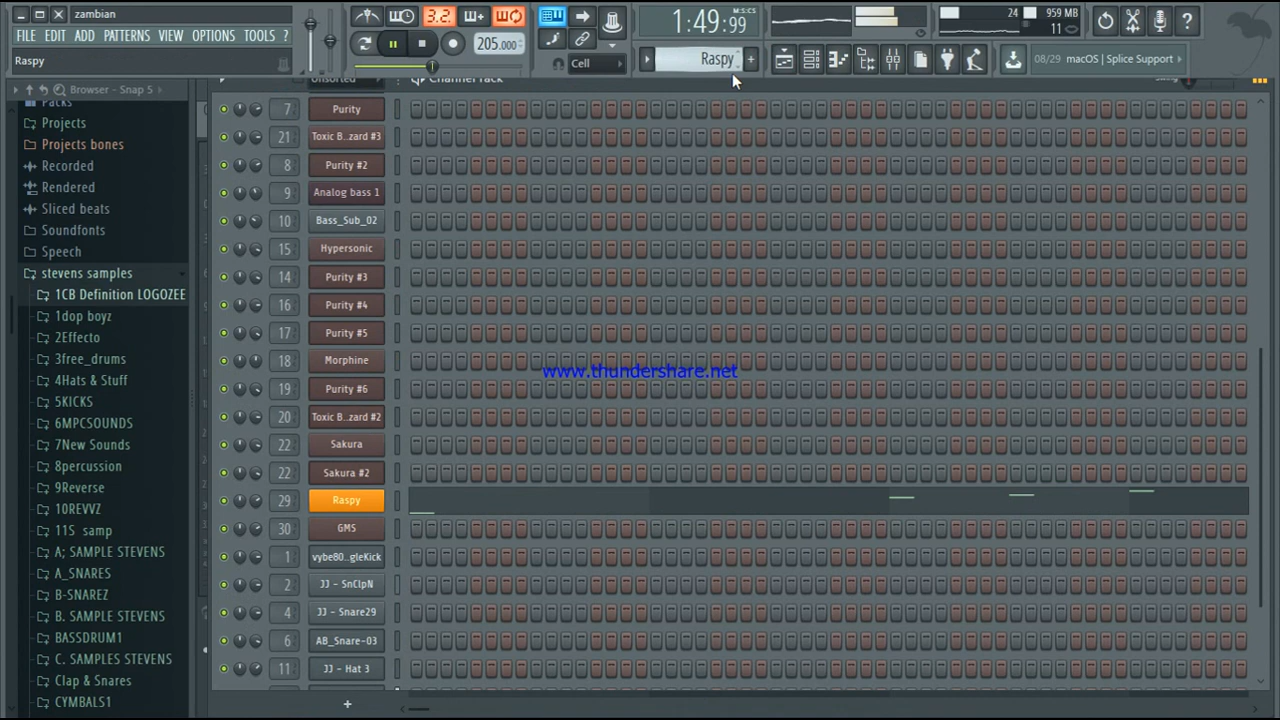 zambian
FILE EDIT ADD PATTERNS VIEW OPTIONS TOOLS ?
Raspy
3.2
205.000
Cell
1:49:99
M:S:CS
Raspy
24
959 MB
11
08/29 macOS | Splice Support
Browser - Snap 5
Unsorted
Channel rack
Swing
Packs
Projects
Projects bones
Recorded
Rendered
Sliced beats
Soundfonts
Speech
stevens samples
1CB Definition LOGOZEE
1dop boyz
2Effecto
3free_drums
4Hats & Stuff
5KICKS
6MPCSOUNDS
7New Sounds
8percussion
9Reverse
10REVVZ
11S samp
A; SAMPLE STEVENS
A_SNARES
B-SNAREZ
B. SAMPLE STEVENS
BASSDRUM1
C. SAMPLES STEVENS
Clap & Snares
CYMBALS1
7 Purity
21 Toxic B..zard #3
8 Purity #2
9 Analog bass 1
10 Bass_Sub_02
15 Hypersonic
14 Purity #3
16 Purity #4
17 Purity #5
18 Morphine
19 Purity #6
20 Toxic B..zard #2
22 Sakura
22 Sakura #2
29 Raspy
30 GMS
1 vybe80..gleKick
2 JJ - SnClpN
4 JJ - Snare29
6 AB_Snare-03
11 JJ - Hat 3
www.thundershare.net